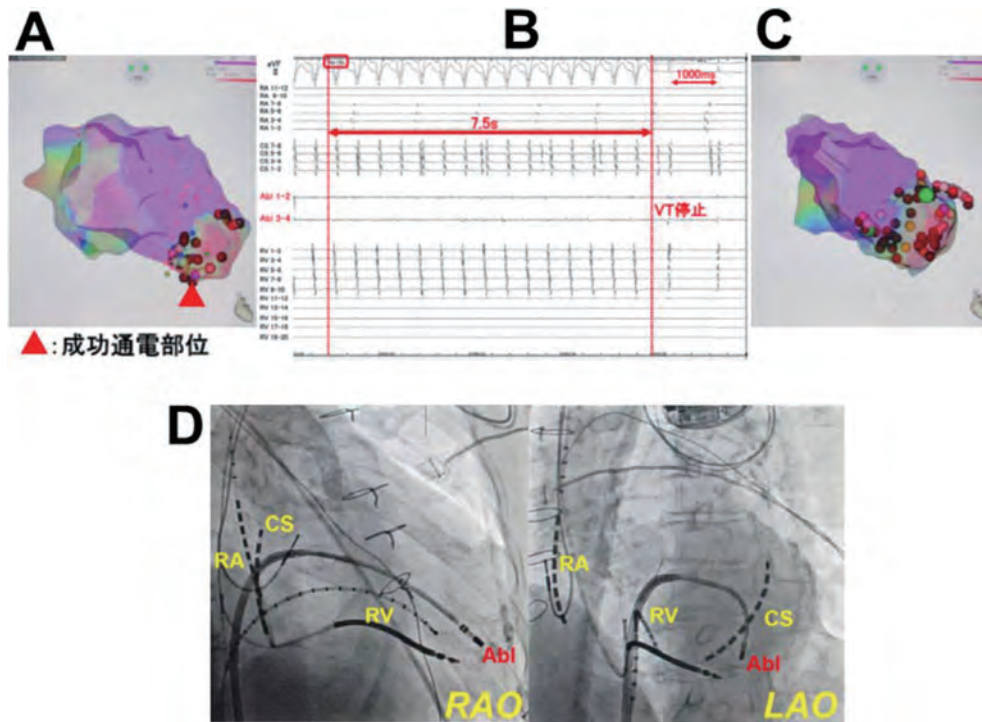 A
B
C
aVF
II
RA 11-12
RA 9-10
RA 7-8
RA 5-6
RA 3-4
RA 1-2
CS 7-8
CS 5-6
CS 3-4
CS 1-2
Abl 1-2
Abl 3-4
RV 1-2
RV 3-4
RV 5-6
RV 7-8
RV 9-10
RV 11-12
RV 13-14
RV 15-16
RV 17-18
RV 19-20
7.5s
1000ms
VT停止
▲:成功通電部位
D
RA
CS
RV
Abl
RAO
RA
RV
CS
Abl
LAO